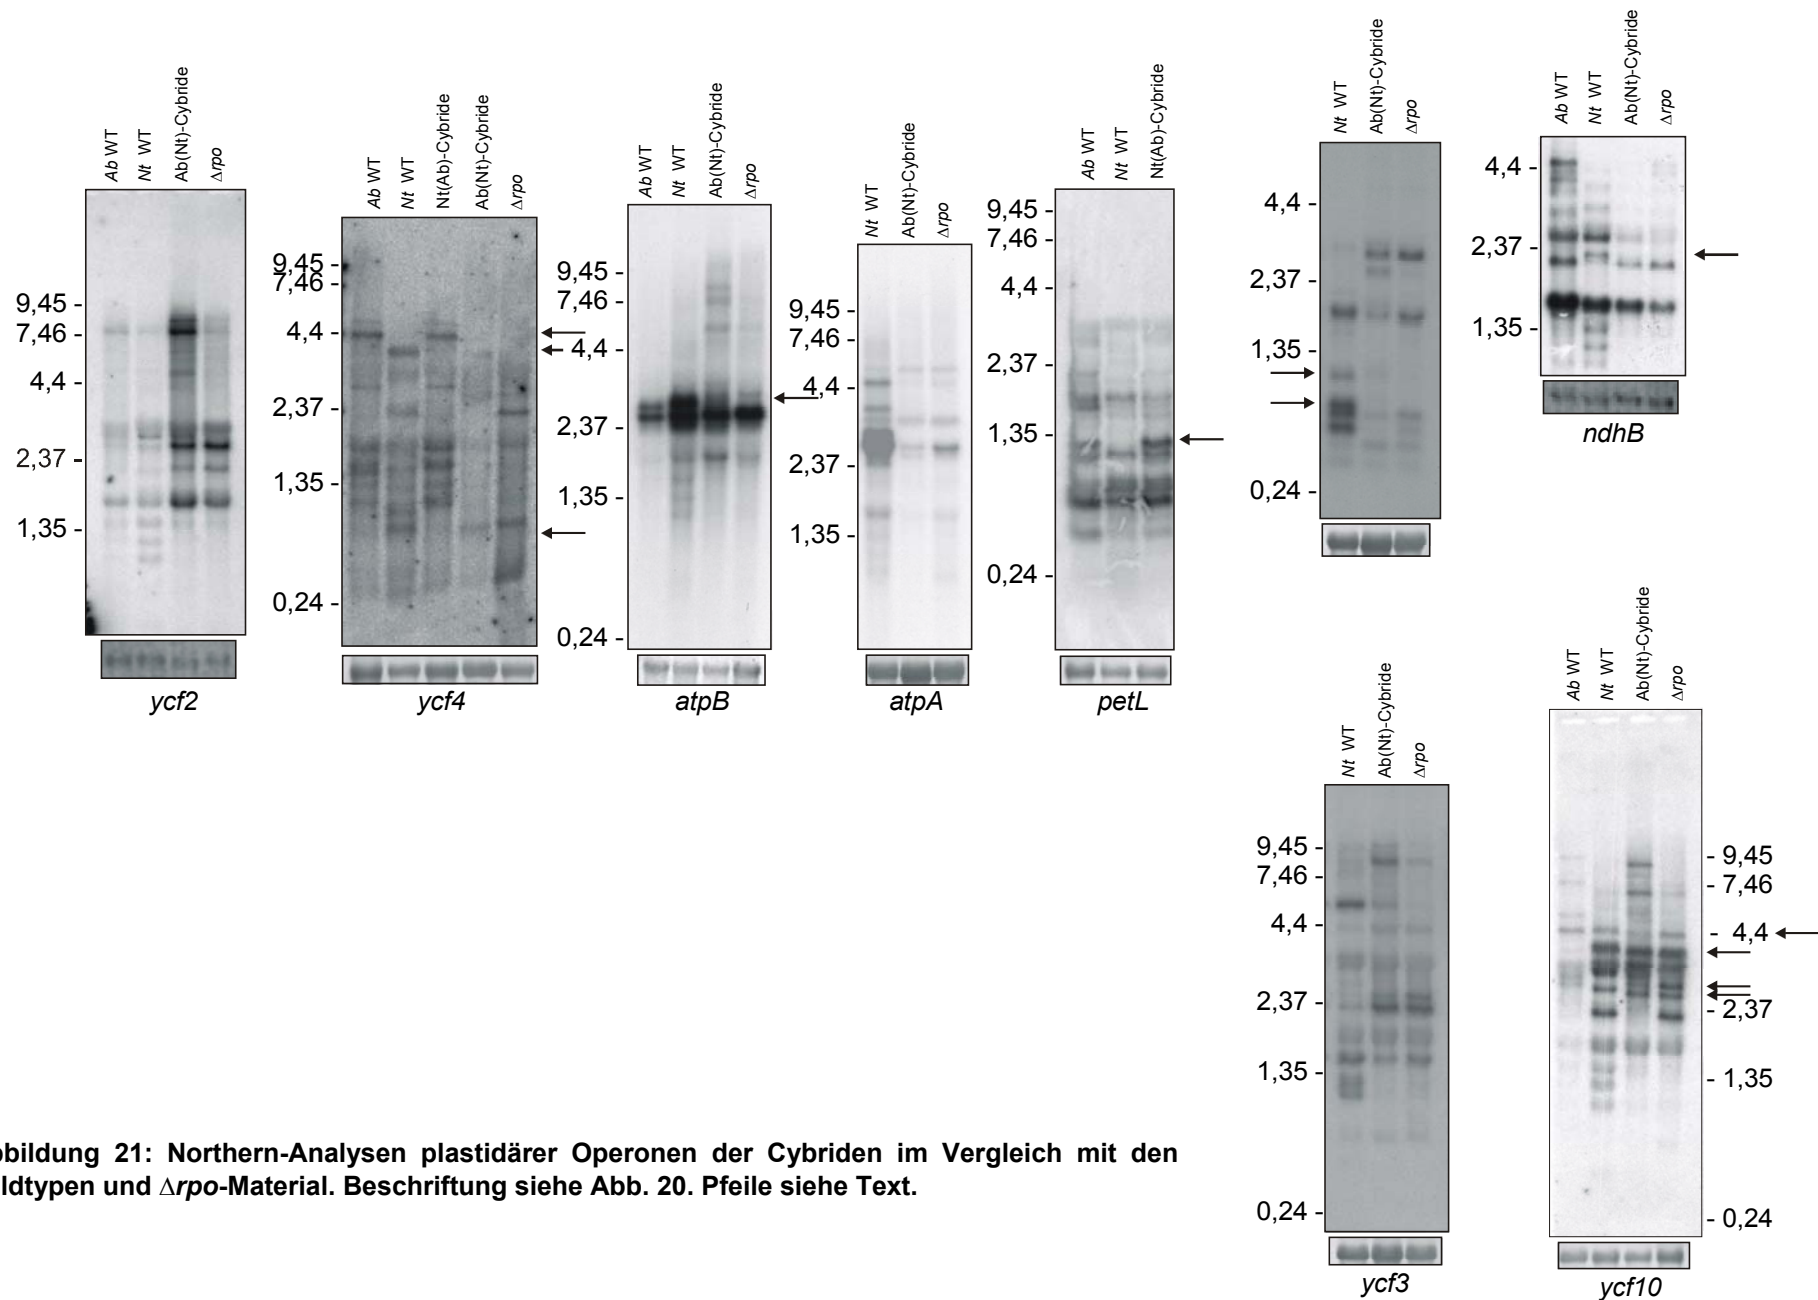 Ab WT
Nt WT
Ab(Nt)-Cybride
Δrpo
9,45 -
7,46 -
4,4 -
2,37 -
1,35 -
ycf2
Ab WT
Nt WT
Nt(Ab)-Cybride
Ab(Nt)-Cybride
Δrpo
9,45 -
7,46 -
4,4 -
2,37 -
1,35 -
0,24 -
ycf4
Ab WT
Nt WT
Ab(Nt)-Cybride
Δrpo
9,45 -
7,46 -
4,4 -
2,37 -
1,35 -
0,24 -
atpB
Nt WT
Ab(Nt)-Cybride
Δrpo
9,45 -
7,46 -
4,4 -
2,37 -
1,35 -
atpA
Ab WT
Nt WT
Nt(Ab)-Cybride
9,45 -
7,46 -
4,4 -
2,37 -
1,35 -
0,24 -
petL
Nt WT
Ab(Nt)-Cybride
Δrpo
4,4 -
2,37 -
1,35 -
0,24 -
Ab WT
Nt WT
Ab(Nt)-Cybride
Δrpo
4,4 -
2,37 -
1,35 -
ndhB
Nt WT
Ab(Nt)-Cybride
Δrpo
9,45 -
7,46 -
4,4 -
2,37 -
1,35 -
0,24 -
ycf3
Ab WT
Nt WT
Ab(Nt)-Cybride
Δrpo
- 9,45
- 7,46
- 4,4
- 2,37
- 1,35
- 0,24
ycf10
bbildung 21: Northern-Analysen plastidärer Operonen der Cybriden im Vergleich mit den
ldtypen und Δrpo-Material. Beschriftung siehe Abb. 20. Pfeile siehe Text.